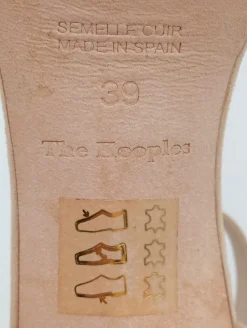 SEMELLE CUIR
MADE IN SPAIN
39
The Kooples